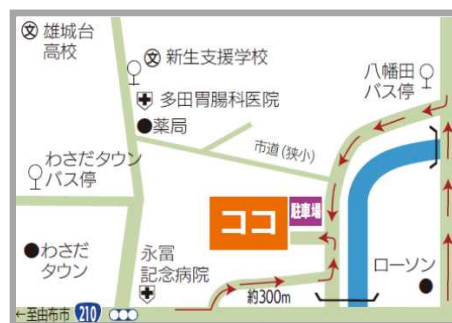 文 雄城台
高校
文 新生支援学校
八幡田
バス停
多田胃腸科医院
薬局
市道(狭小)
わさだタウン
バス停
ココ
駐車場
わさだ
タウン
永冨
記念病院
ローソン
約300m
←至由布市 210